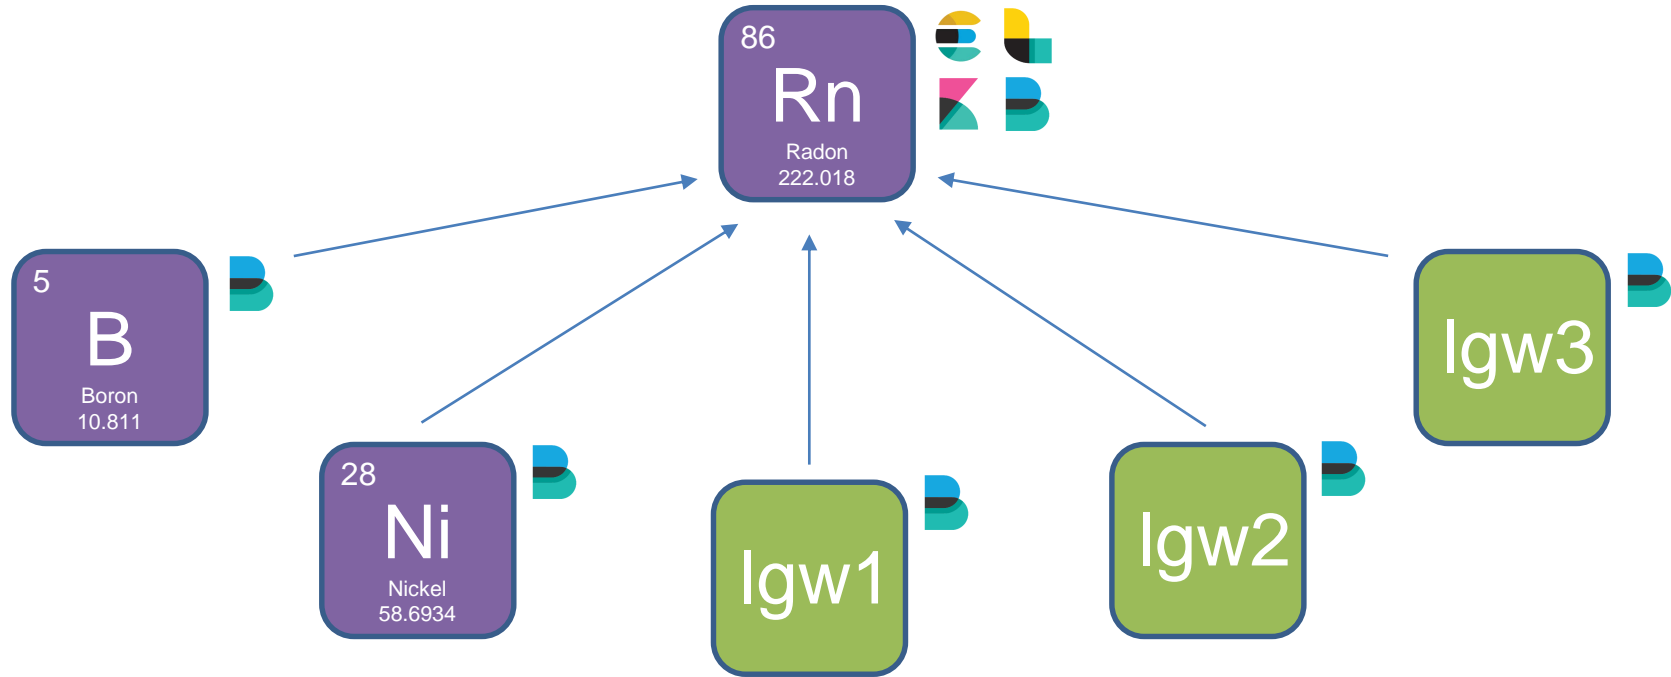 86
Rn
Radon
222.018
5
B
Boron
10.811
28
Ni
Nickel
58.6934
lgw1
lgw2
lgw3